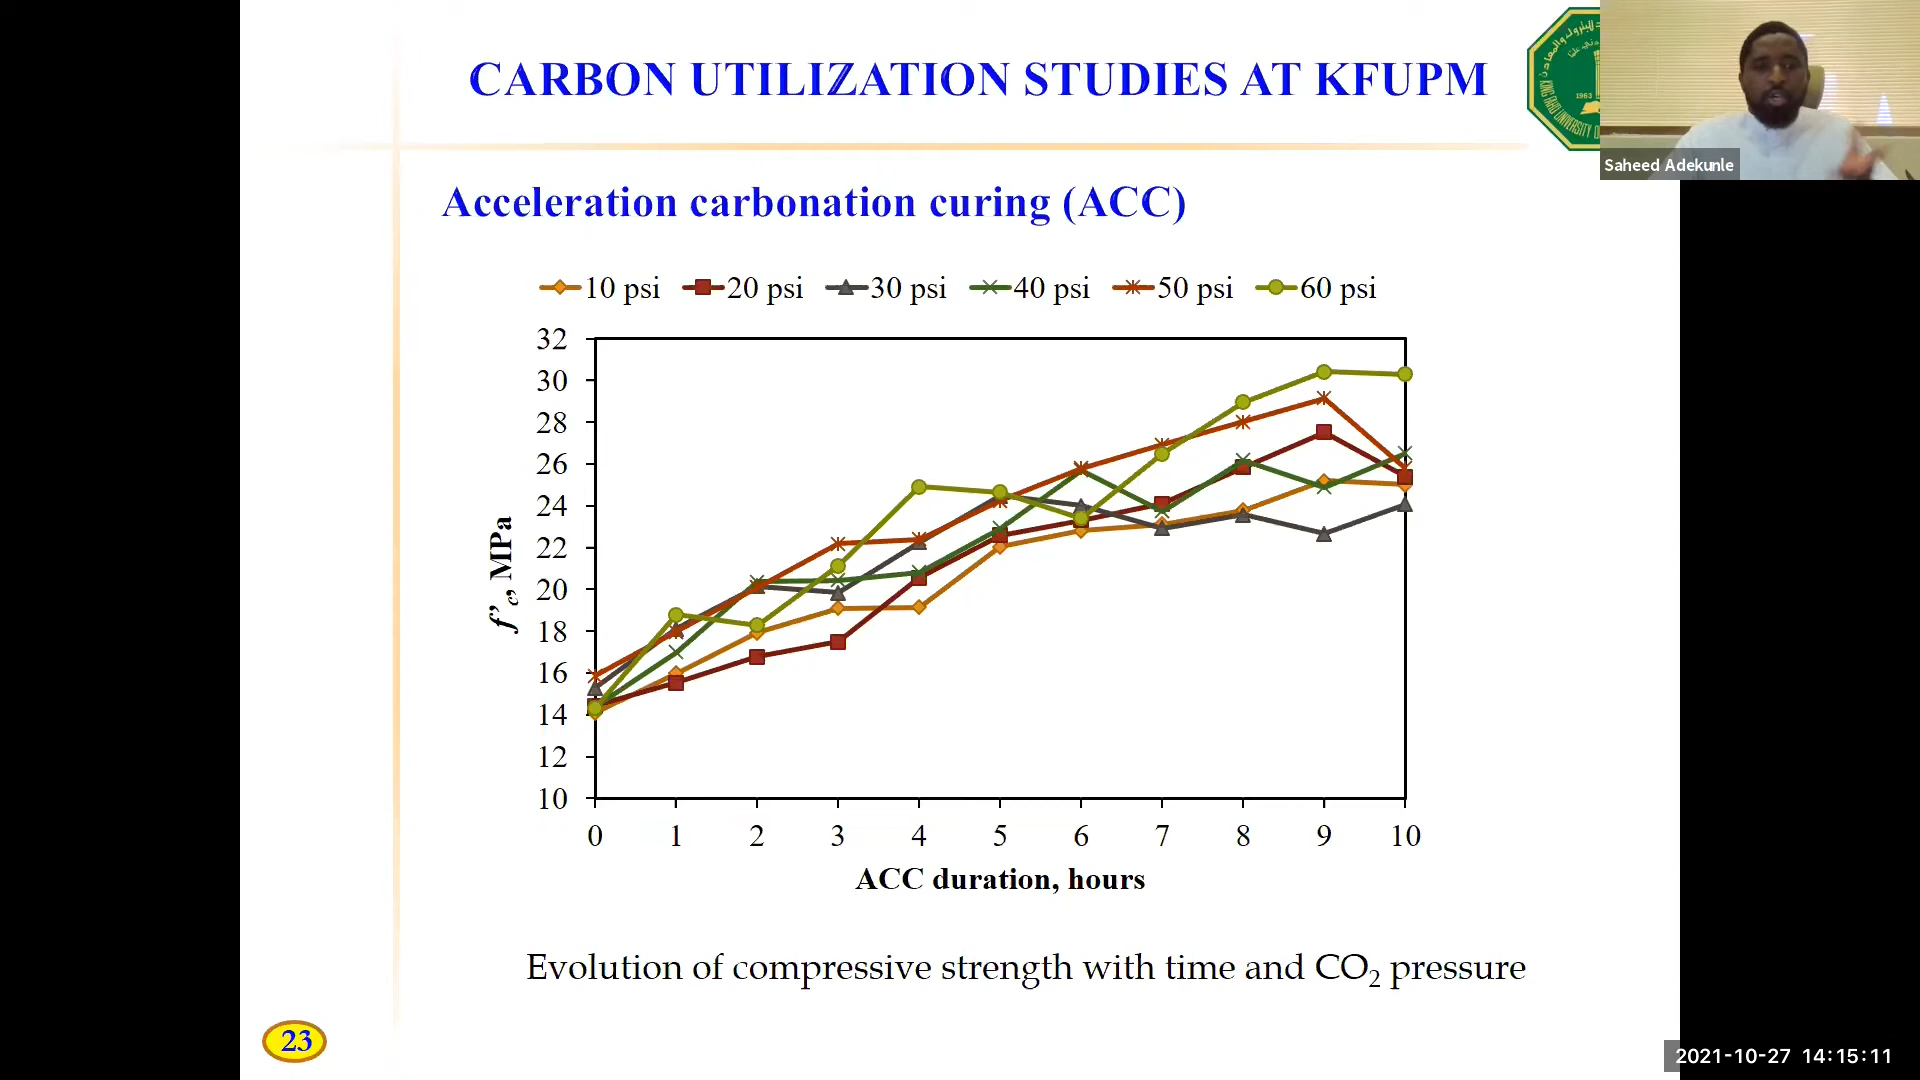 CARBON UTILIZATION STUDIES AT KFUPM
1963
Saheed Adekunle
Acceleration carbonation curing (ACC)
10 psi 20 psi 30 psi 40 psi 50 psi 60 psi
32
30
28
26
24
22
20
18
16
14
12
10
f'c, MPa
0 1 2 3 4 5 6 7 8 9 10
ACC duration, hours
Evolution of compressive strength with time and CO2 pressure
23
2021-10-27 14:15:11